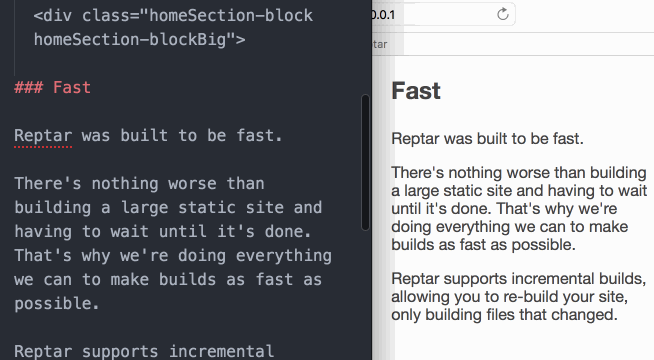 <div class="homeSection-block
homeSection-blockBig">
### Fast
Reptar was built to be fast.
There's nothing worse than
building a large static site and
having to wait until it's done.
That's why we're doing everything
we can to make builds as fast as
possible.
Reptar supports incremental
0.0.1
tar
Fast
Reptar was built to be fast.
There's nothing worse than building
a large static site and having to wait
until it's done. That's why we're
doing everything we can to make
builds as fast as possible.
Reptar supports incremental builds,
allowing you to re-build your site,
only building files that changed.